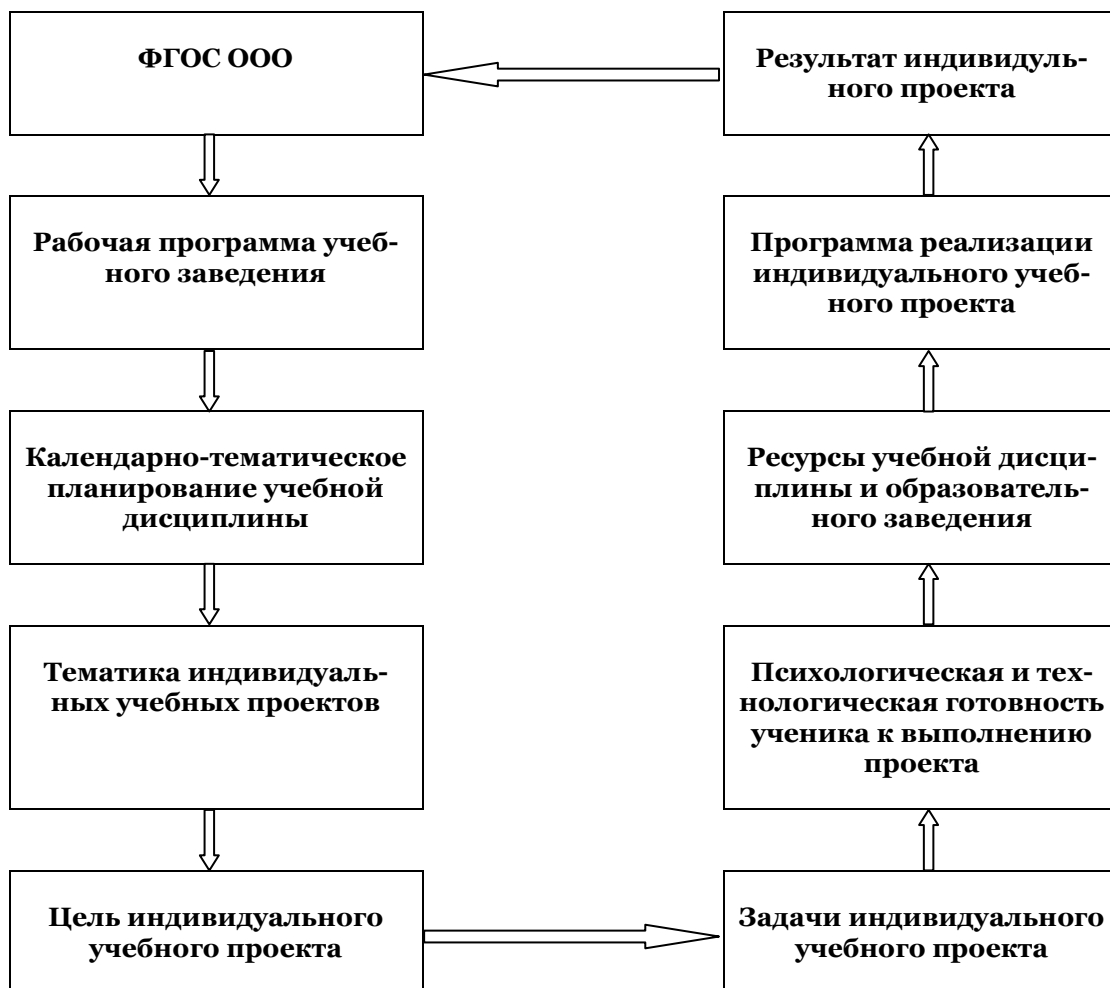 ФГОС ООО
Рабочая программа учеб-
ного заведения
Календарно-тематическое
планирование учебной
дисциплины
Тематика индивидуаль-
ных учебных проектов
Цель индивидуального
учебного проекта
Задачи индивидуального
учебного проекта
Психологическая и тех-
нологическая готовность
ученика к выполнению
проекта
Ресурсы учебной дисци-
плины и образователь-
ного заведения
Программа реализации
индивидуального учеб-
ного проекта
Результат индивидуль-
ного проекта